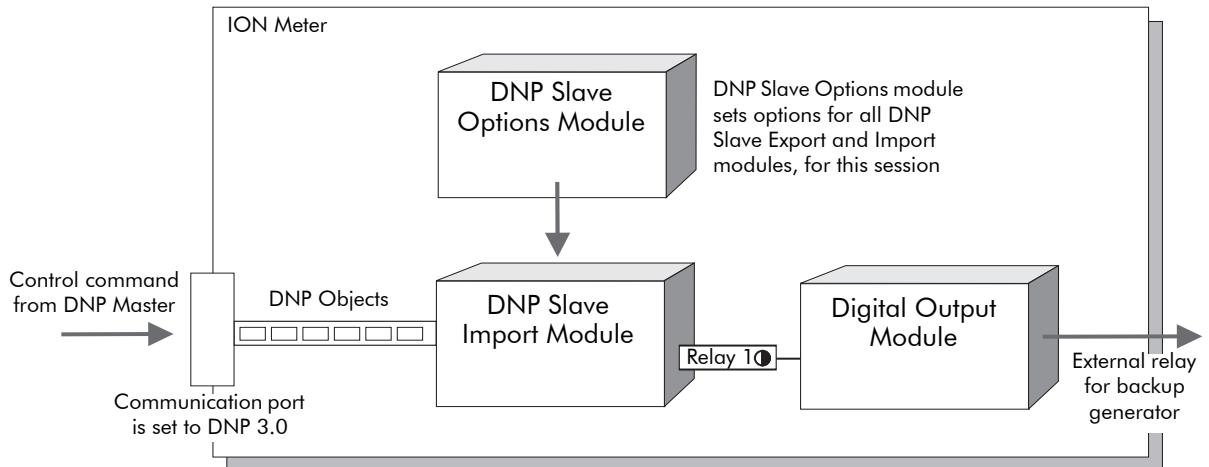 ION Meter
DNP Slave
Options Module
DNP Slave Options module
sets options for all DNP
Slave Export and Import
modules, for this session
Control command
from DNP Master
DNP Objects
DNP Slave
Import Module
Relay 1
Digital Output
Module
External relay
for backup
generator
Communication port
is set to DNP 3.0